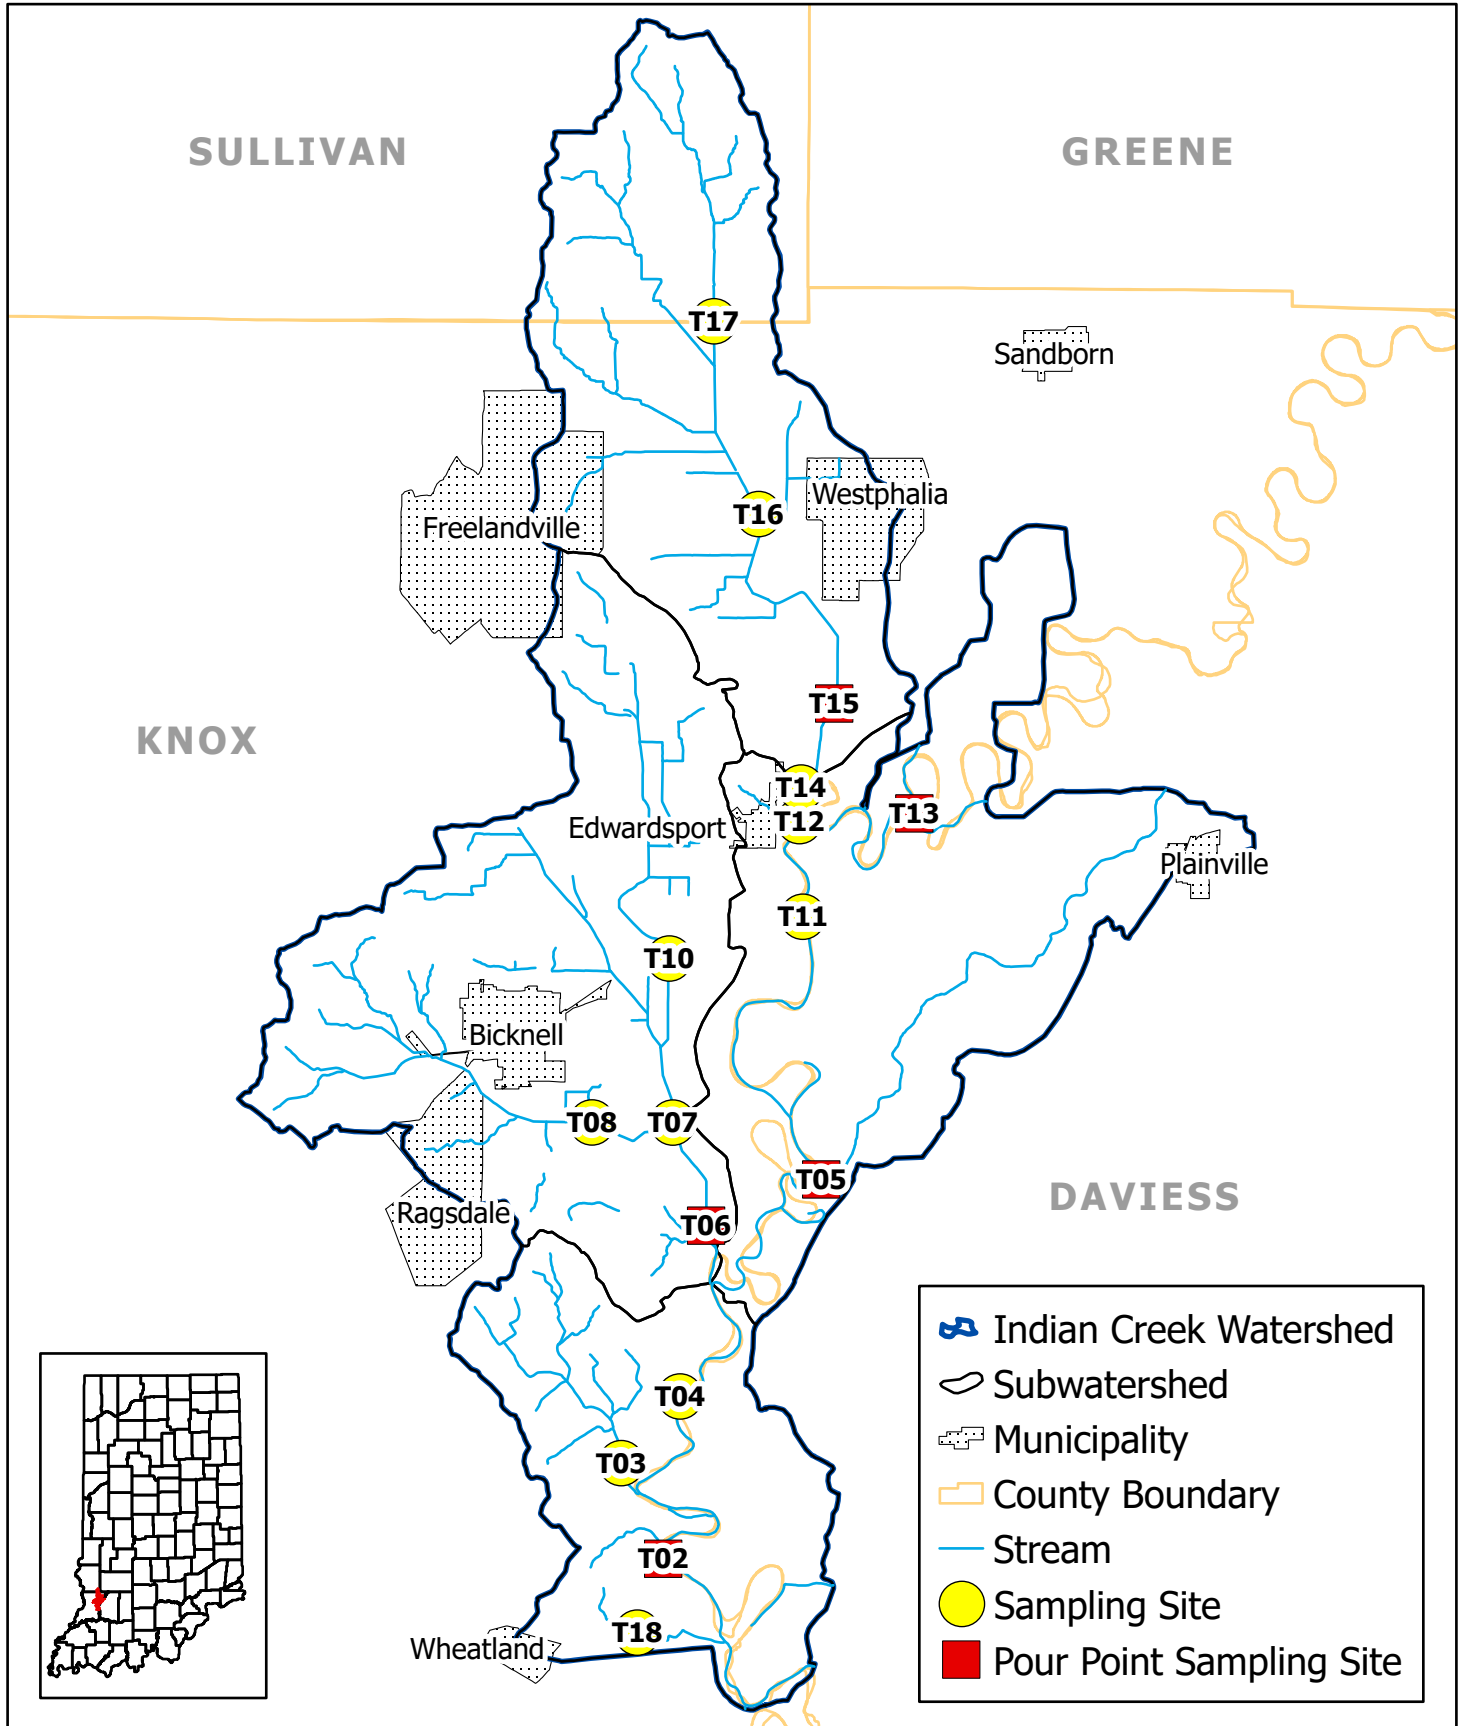 SULLIVAN
GREENE
T17
Sandborn
Westphalia
T16
Freelandville
T15
KNOX
T14
T13
T12
Edwardsport
Plainville
T11
T10
Bicknell
T08
T07
T05
DAVIESS
Ragsdale
T06
T04
T03
T02
T18
Wheatland
Indian Creek Watershed
Subwatershed
Municipality
County Boundary
Stream
Sampling Site
Pour Point Sampling Site